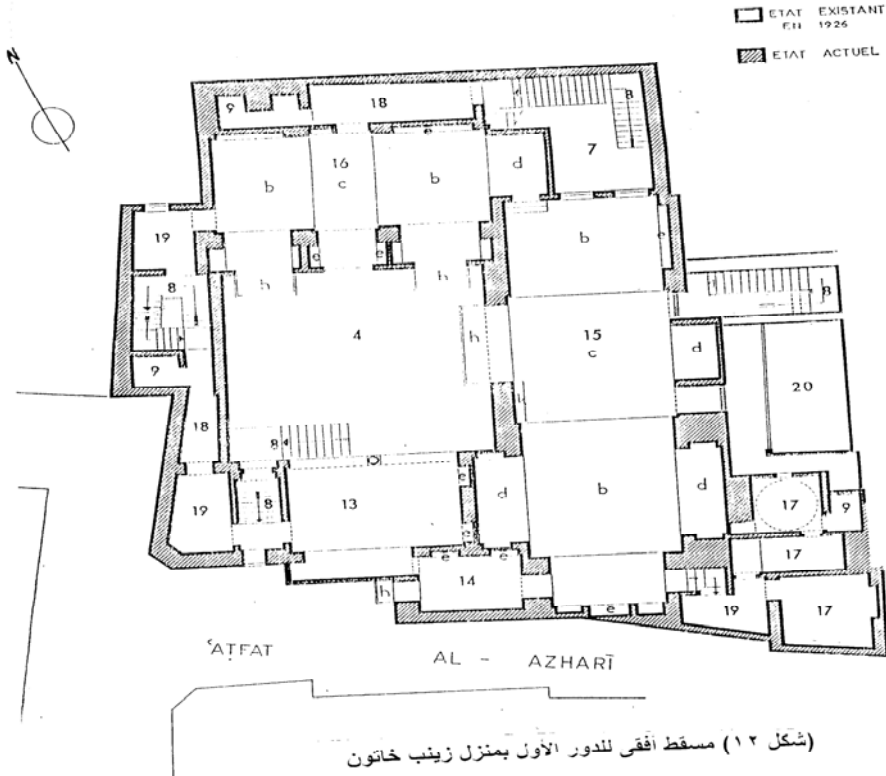 ETAT EXISTANT
EN 1926
ETAT ACTUEL
N
9 18 8
16 7
b c b e d
19 b e
e e
8 h h 8
4 h 15 d
c
9 20
18
8
e
19 8 13 d b d 17 9
e
e e 17
h 14 19 17
e
ʿAṬFAT AL - AZHARĪ
(شكل ١٢) مسقط أفقى للدور الأول بمنزل زينب خاتون